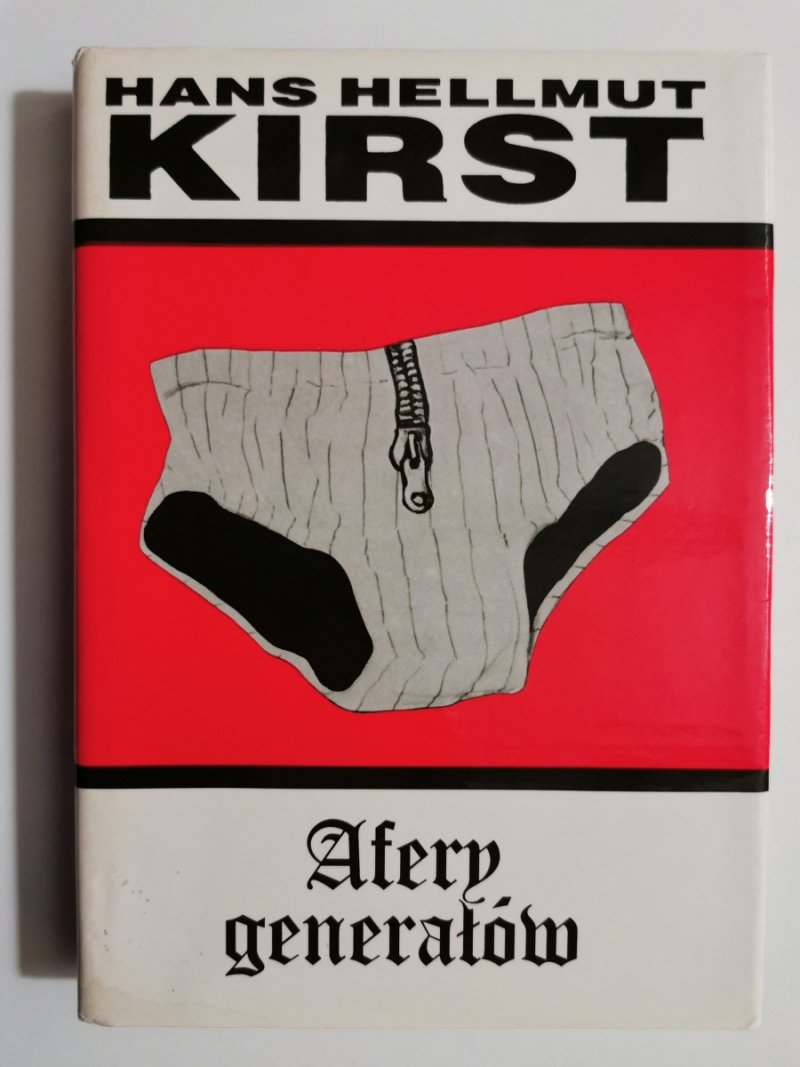 HANS HELLMUT
KIRST
Afery
generałów